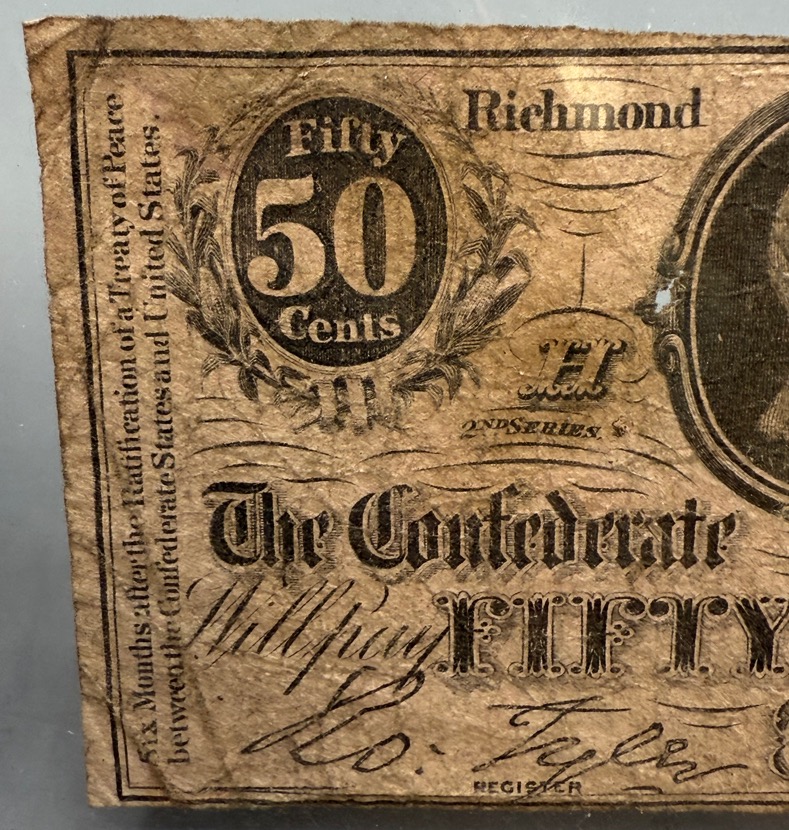 Six Months after the Ratification of a Treaty of Peace
between the Confederate States and United States.
Fifty
50
Cents
Richmond
H
2ND SERIES,
The Confederate
Will pay FIFTY
Ro. Tyler
REGISTER